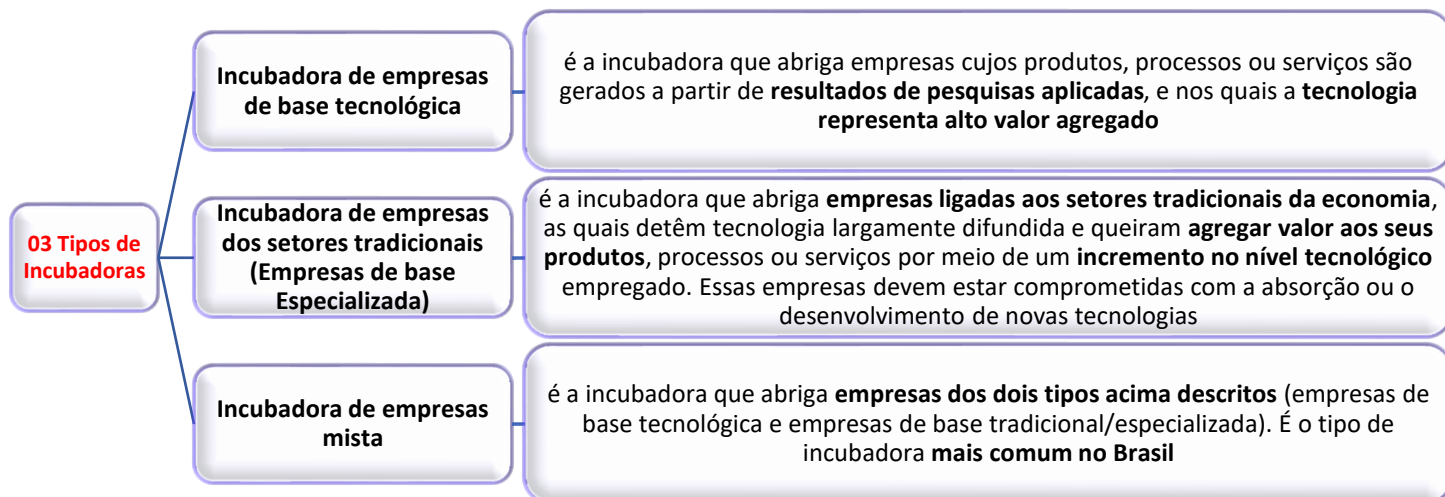 03 Tipos de
Incubadoras
Incubadora de empresas
de base tecnológica
é a incubadora que abriga empresas cujos produtos, processos ou serviços são
gerados a partir de resultados de pesquisas aplicadas, e nos quais a tecnologia
representa alto valor agregado
Incubadora de empresas
dos setores tradicionais
(Empresas de base
Especializada)
é a incubadora que abriga empresas ligadas aos setores tradicionais da economia,
as quais detêm tecnologia largamente difundida e queiram agregar valor aos seus
produtos, processos ou serviços por meio de um incremento no nível tecnológico
empregado. Essas empresas devem estar comprometidas com a absorção ou o
desenvolvimento de novas tecnologias
Incubadora de empresas
mista
é a incubadora que abriga empresas dos dois tipos acima descritos (empresas de
base tecnológica e empresas de base tradicional/especializada). É o tipo de
incubadora mais comum no Brasil